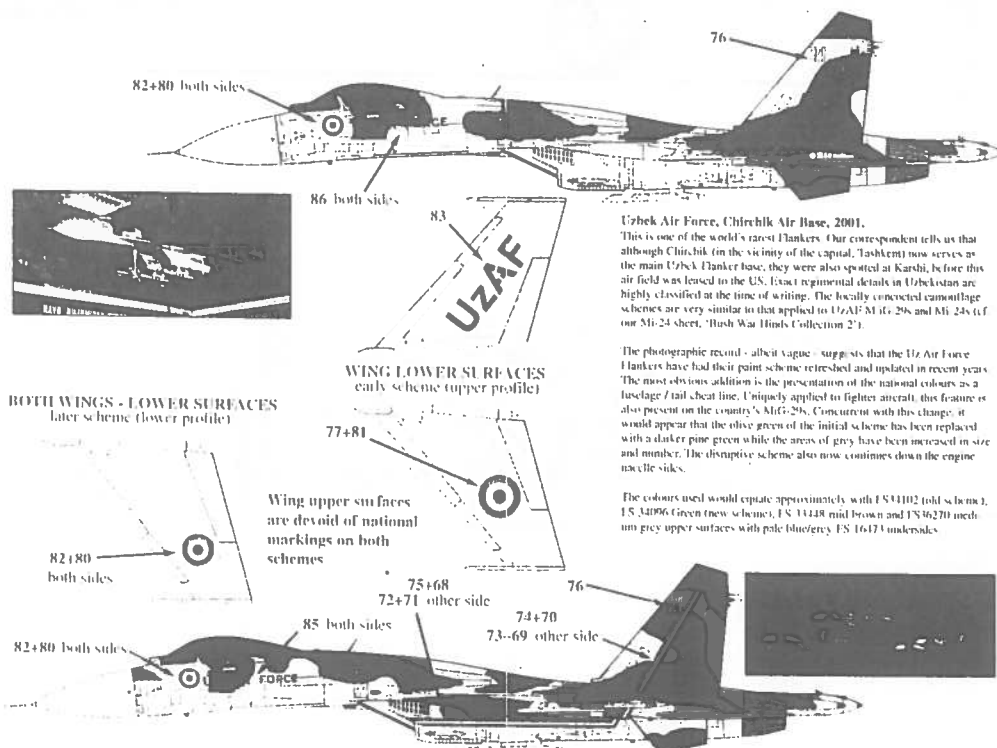 76
82+80 both sides
86 both sides
83
UzAF
Uzbek Air Force, Chirchik Air Base, 2001.
This is one of the world's rarest Flankers. Our correspondent tells us that
although Chirchik (in the vicinity of the capital, Tashkent) now serves as
the main Uzbek Flanker base, they were also spotted at Karshi, before this
air field was leased to the US. Exact regimental details in Uzbekistan are
highly classified at the time of writing. The locally concocted camouflage
schemes are very similar to that applied to UzAF MiG-29s and Mi-24s (cf.
our Mi-24 sheet, 'Bush War Hinds Collection 2').
The photographic record - albeit vague - suggests that the Uz Air Force
Flankers have had their paint scheme refreshed and updated in recent years.
The most obvious addition is the presentation of the national colours as a
fuselage / tail cheat line. Uniquely applied to fighter aircraft, this feature is
also present on the country's MiG-29s. Concurrent with this change, it
would appear that the olive green of the initial scheme has been replaced
with a darker pine green while the areas of grey have been increased in size
and number. The disruptive scheme also now continues down the engine
nacelle sides.
The colours used would equate approximately with FS34102 (old scheme),
FS 34096 Green (new scheme), FS 33448 mid brown and FS36270 medi-
um grey upper surfaces with pale blue/grey FS 16473 undersides
WING LOWER SURFACES
early scheme (upper profile)
BOTH WINGS - LOWER SURFACES
later scheme (lower profile)
77+81
Wing upper surfaces
are devoid of national
markings on both
schemes
82+80
both sides
75+68
72+71 other side
76
74+70
73--69 other side
85 both sides
82+80 both sides
FORCE